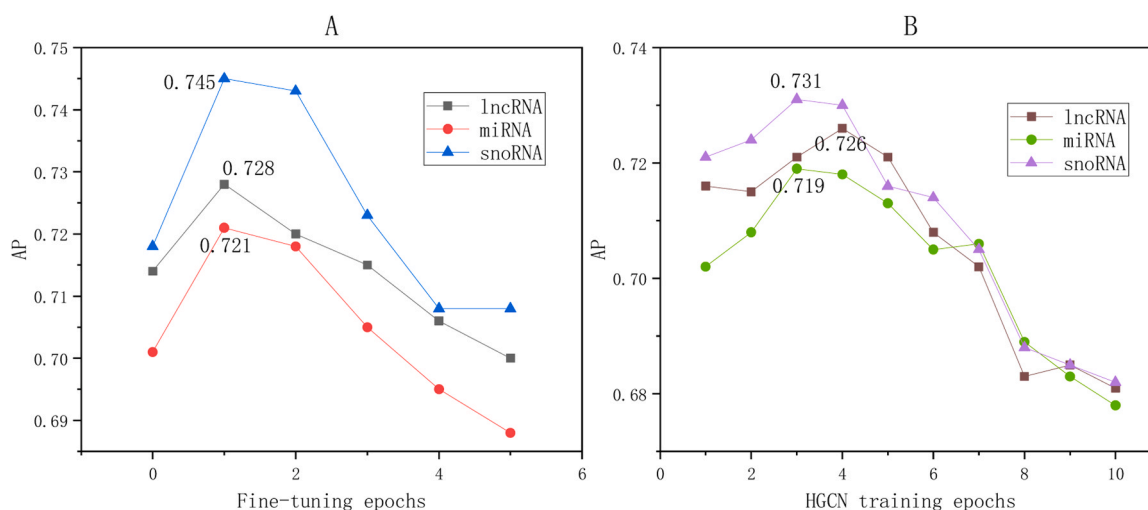 A
0.75
0.74
0.73
0.72
0.71
0.70
0.69
AP
0.745
0.728
0.721
lncRNA
miRNA
snoRNA
0 2 4 6
Fine-tuning epochs
B
0.74
0.72
0.70
0.68
AP
0.731
0.726
0.719
lncRNA
miRNA
snoRNA
0 2 4 6 8 10
HGCN training epochs